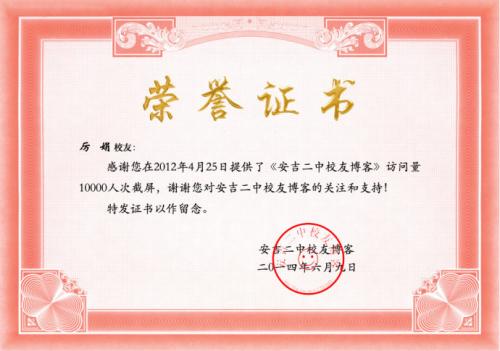 荣誉证书
厉 娟 校友：
感谢您在2012年4月25日提供了《安吉二中校友博客》访问量
10000人次截屏，谢谢您对安吉二中校友博客的关注和支持！
特发证书以作留念。
安吉二中校友博客
二〇一四年六月九日